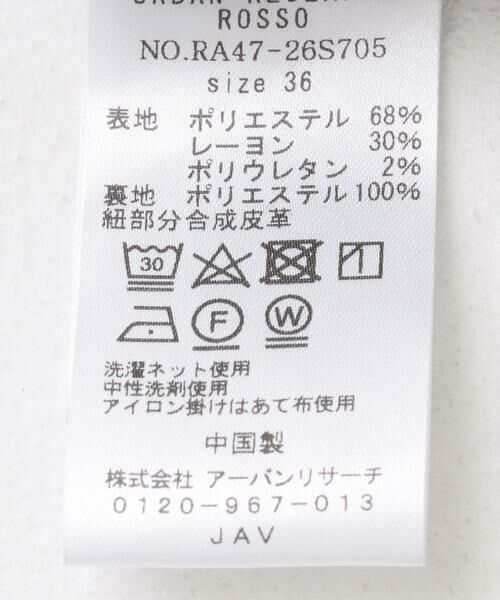 URBAN RESEARCH
ROSSO
NO.RA47-26S705
size 36
表地 ポリエステル 68%
レーヨン 30%
ポリウレタン 2%
裏地 ポリエステル 100%
紐部分合成皮革
30
F W
洗濯ネット使用
中性洗剤使用
アイロン掛けはあて布使用
中国製
株式会社 アーバンリサーチ
0120-967-013
JAV